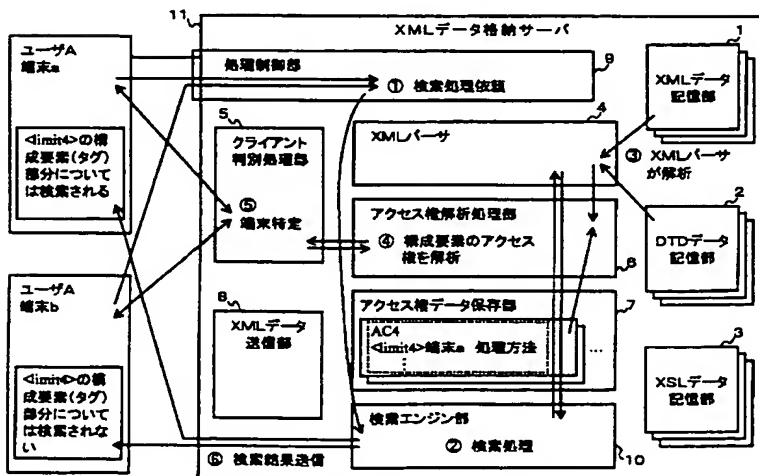 11
XMLデータ格納サーバ
ユーザA
端末a
<limit4>の構
成要素(タグ)
部分について
は検索される
ユーザA
端末b
<limit4>の構
成要素(タグ)
部分について
は検索されな
い
処理制御部
9
① 検索処理依頼
5
クライアント
判別処理部
⑤
端末特定
4
XMLパーサ
③ XMLパーサ
が解析
アクセス権解析処理部
④ 構成要素のアクセス
権を解析
6
8
XMLデータ
送信部
アクセス権データ保存部
7
AC4
<limit4>端末a 処理方法
⋮
...
検索エンジン部
② 検索処理
10
⑥ 検索結果送信
1
XMLデータ
記憶部
2
DTDデータ
記憶部
3
XSLデータ
記憶部